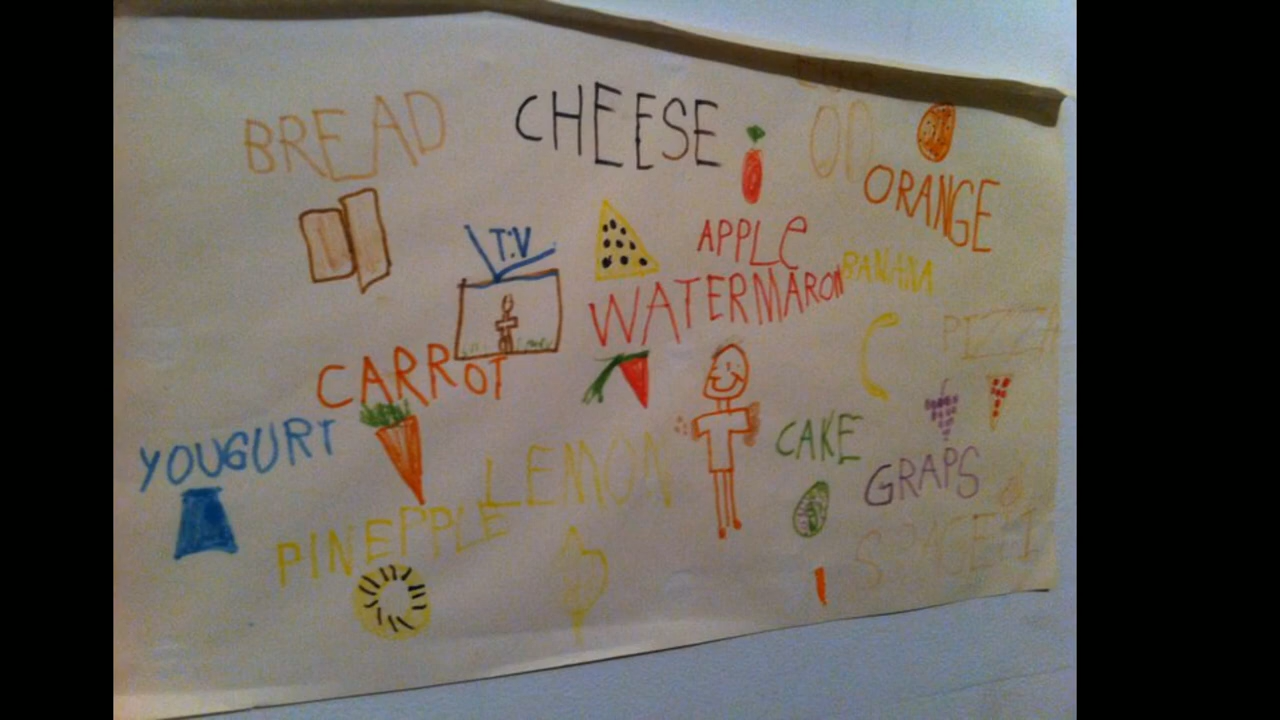 BREAD
CHEESE
ORANGE
T.V
APPLE
WATERMARON
BANANA
PIZZA
CARROT
YOUGURT
LEMON
CAKE
GRAPS
PINEPPLE